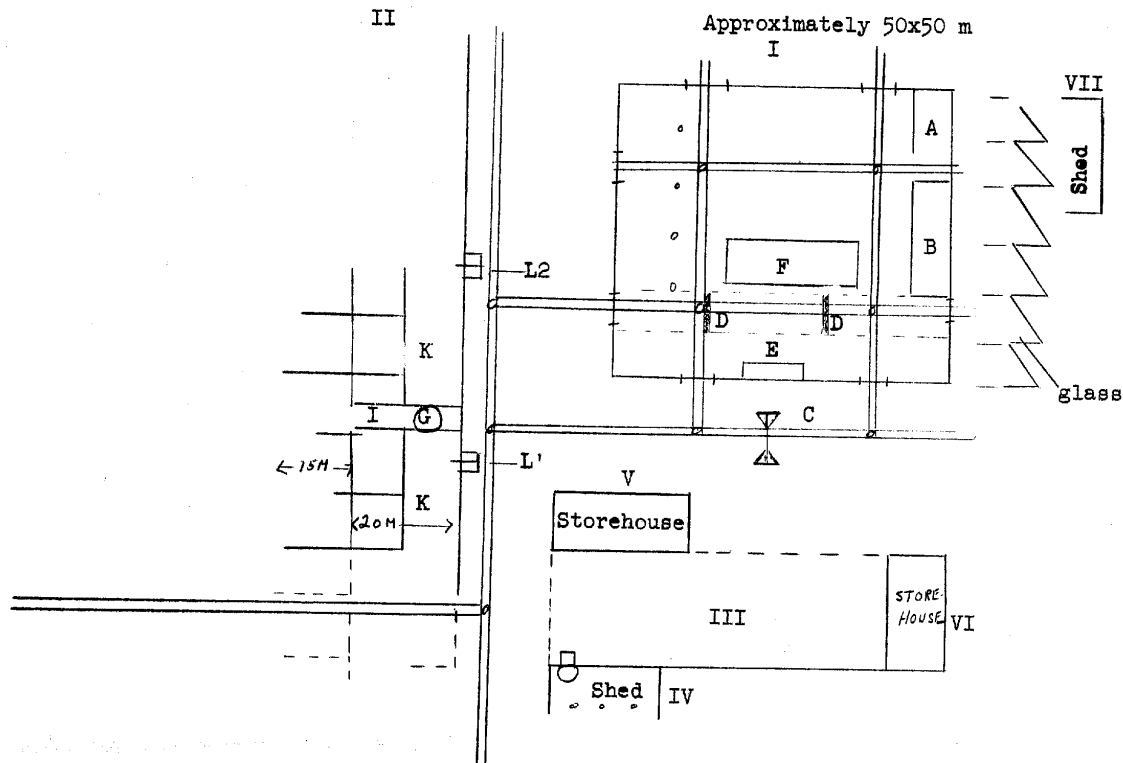 II
Approximately 50x50 m
I
VII
A
Shed
B
F
L2
D
D
E
K
glass
I
G
C
15M
L'
V
K
Storehouse
20M
III
STORE-
HOUSE
VI
Shed
IV